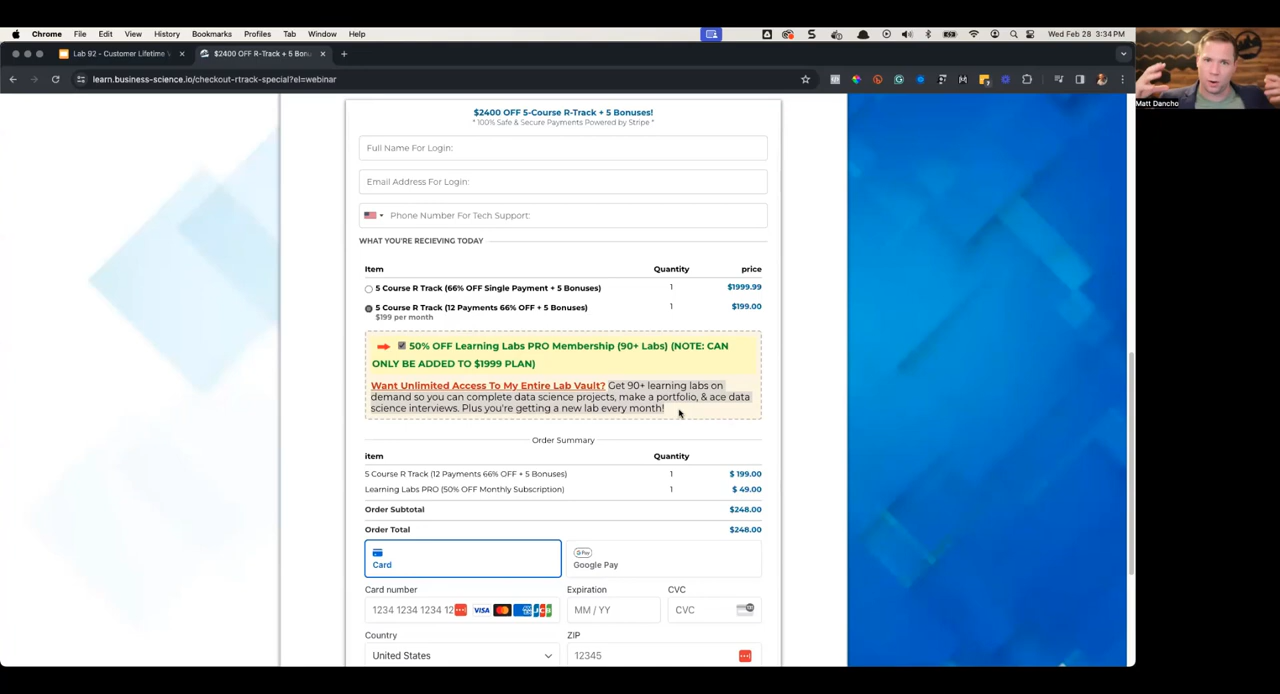 Chrome File Edit View History Bookmarks Profiles Tab Window Help Wed Feb 28 3:34 PM
Lab 92 - Customer Lifetime
$2400 OFF R-Track + 5 Bon
learn.business-science.io/checkout-rtrack-special?el=webinar
Matt Dancho
$2400 OFF 5-Course R-Track + 5 Bonuses!
* 100% Safe & Secure Payments Powered by Stripe *
Full Name For Login:
Email Address For Login:
Phone Number For Tech Support:
WHAT YOU'RE RECIEVING TODAY
Item Quantity price
5 Course R Track (66% OFF Single Payment + 5 Bonuses) 1 $1999.99
5 Course R Track (12 Payments 66% OFF + 5 Bonuses) 1 $199.00
$199 per month
50% OFF Learning Labs PRO Membership (90+ Labs) (NOTE: CAN
ONLY BE ADDED TO $1999 PLAN)
Want Unlimited Access To My Entire Lab Vault? Get 90+ learning labs on
demand so you can complete data science projects, make a portfolio, & ace data
science interviews. Plus you're getting a new lab every month!
Order Summary
item Quantity
5 Course R Track (12 Payments 66% OFF + 5 Bonuses) 1 $ 199.00
Learning Labs PRO (50% OFF Monthly Subscription) 1 $ 49.00
Order Subtotal $248.00
Order Total $248.00
Card
G Pay
Google Pay
Card number Expiration CVC
1234 1234 1234 12 VISA JCB MM / YY CVC
Country ZIP
United States 12345